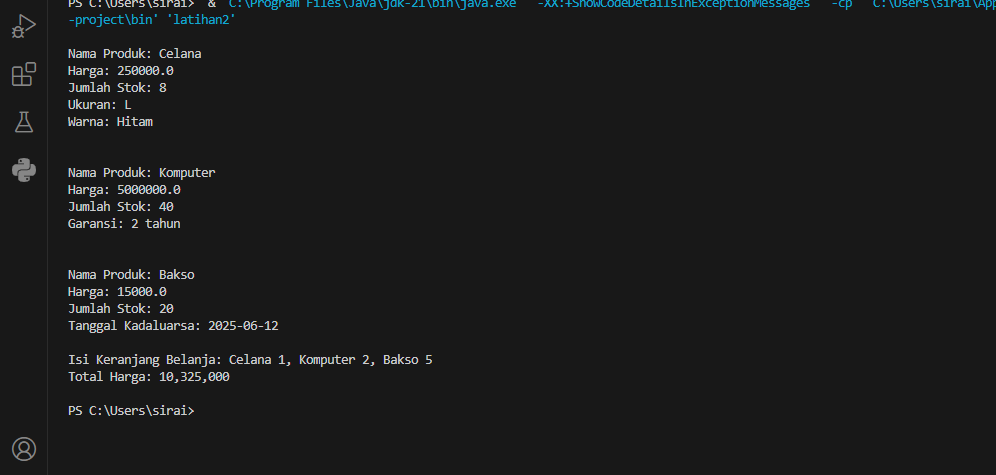 PS C:\Users\sirai> & 'C:\Program Files\Java\jdk-21\bin\java.exe' '-XX:+ShowCodeDetailsInExceptionMessages' '-cp' 'C:\Users\sirai\App
-project\bin' 'latihan2'
Nama Produk: Celana
Harga: 250000.0
Jumlah Stok: 8
Ukuran: L
Warna: Hitam
Nama Produk: Komputer
Harga: 5000000.0
Jumlah Stok: 40
Garansi: 2 tahun
Nama Produk: Bakso
Harga: 15000.0
Jumlah Stok: 20
Tanggal Kadaluarsa: 2025-06-12
Isi Keranjang Belanja: Celana 1, Komputer 2, Bakso 5
Total Harga: 10,325,000
PS C:\Users\sirai>